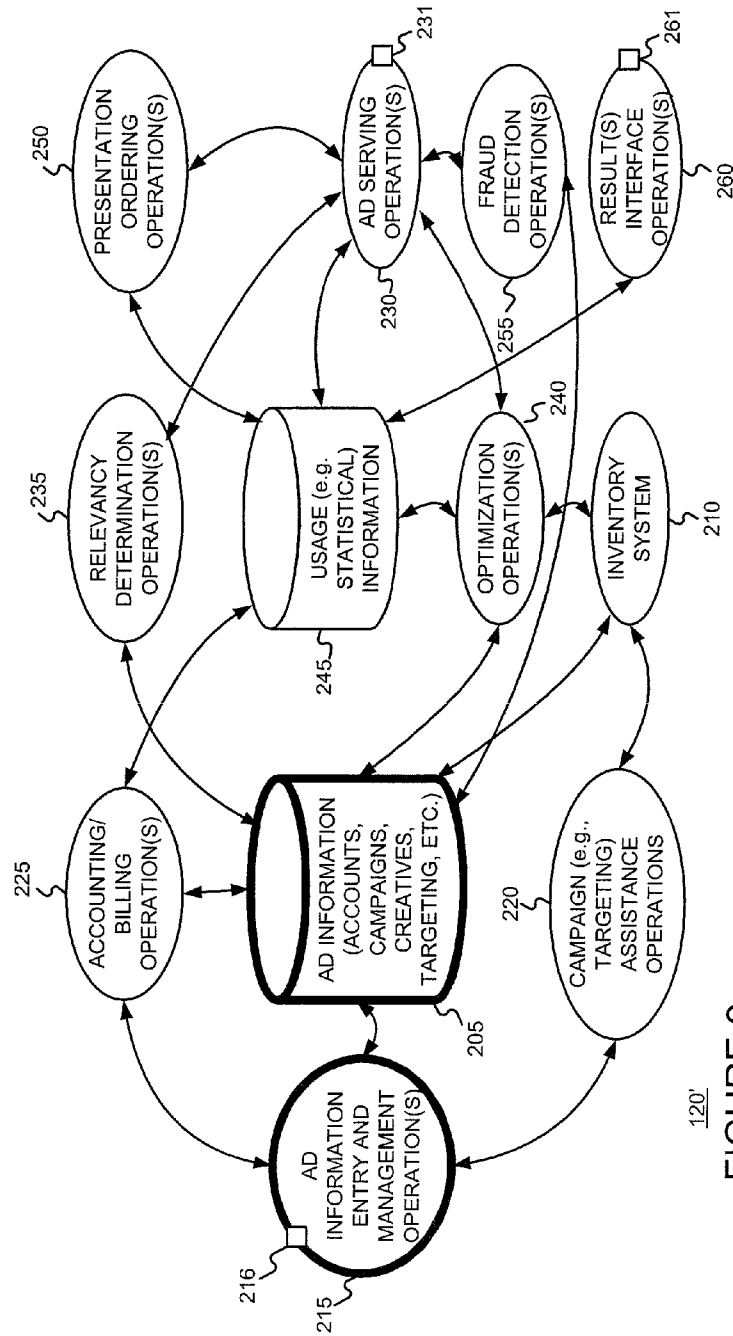 215
216
AD
INFORMATION
ENTRY AND
MANAGEMENT
OPERATION(S)
225
ACCOUNTING/
BILLING
OPERATION(S)
AD INFORMATION
(ACCOUNTS,
CAMPAIGNS,
CREATIVES,
TARGETING, ETC.)
205
220
CAMPAIGN (e.g.,
TARGETING)
ASSISTANCE
OPERATIONS
235
RELEVANCY
DETERMINATION
OPERATION(S)
USAGE (e.g.
STATISTICAL)
INFORMATION
245
OPTIMIZATION
OPERATION(S)
240
INVENTORY
SYSTEM
210
250
PRESENTATION
ORDERING
OPERATION(S)
AD SERVING
OPERATION(S)
230
231
FRAUD
DETECTION
OPERATION(S)
255
RESULT(S)
INTERFACE
OPERATION(S)
260
261
120'
FIGURE